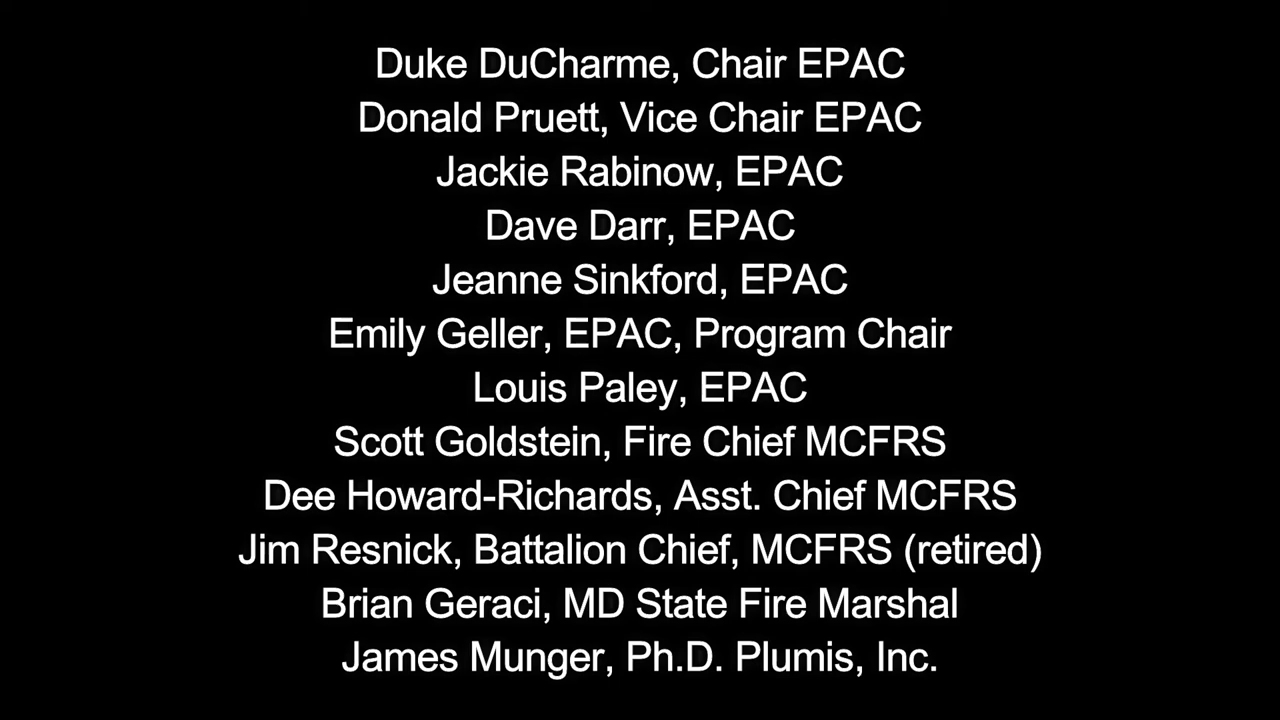 Duke DuCharme, Chair EPAC
Donald Pruett, Vice Chair EPAC
Jackie Rabinow, EPAC
Dave Darr, EPAC
Jeanne Sinkford, EPAC
Emily Geller, EPAC, Program Chair
Louis Paley, EPAC
Scott Goldstein, Fire Chief MCFRS
Dee Howard-Richards, Asst. Chief MCFRS
Jim Resnick, Battalion Chief, MCFRS (retired)
Brian Geraci, MD State Fire Marshal
James Munger, Ph.D. Plumis, Inc.